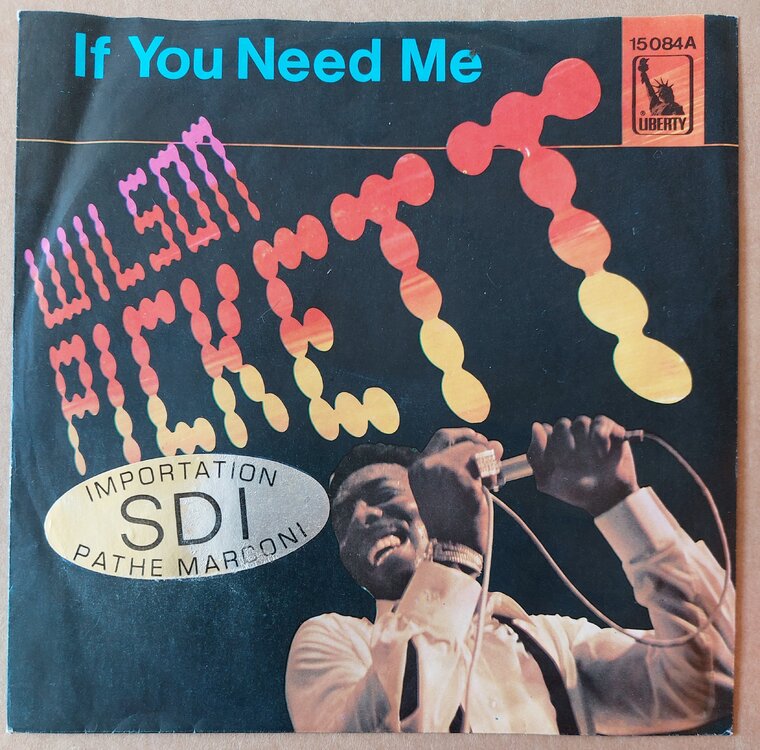 If You Need Me
15084A
® LIBERTY
WILSON
PICKETT
IMPORTATION
SDI
PATHE MARCONI